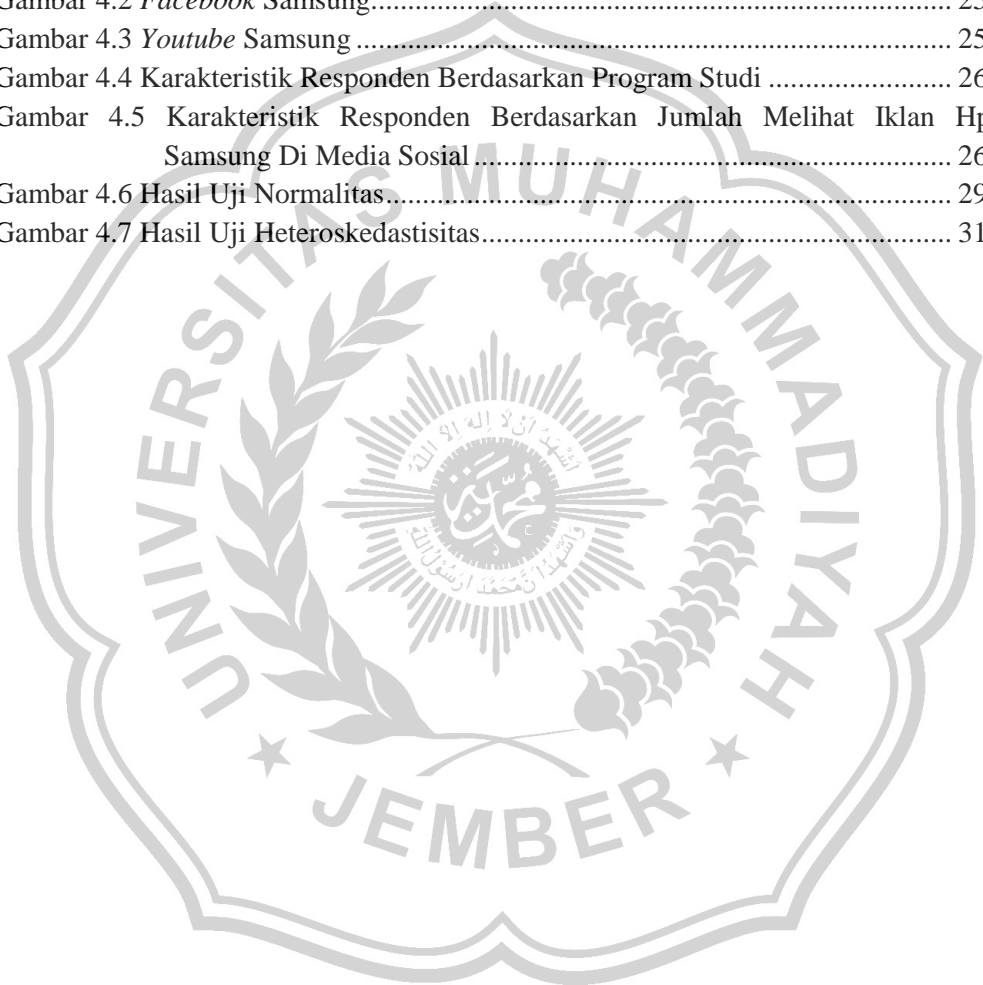 Gambar 4.2 Facebook Samsung....................................................................................
Gambar 4.3 Youtube Samsung .................................................................................... 25
Gambar 4.4 Karakteristik Responden Berdasarkan Program Studi .......................... 26
Gambar 4.5 Karakteristik Responden Berdasarkan Jumlah Melihat Iklan Hp
Samsung Di Media Sosial .................................................................... 26
Gambar 4.6 Hasil Uji Normalitas................................................................................ 29
Gambar 4.7 Hasil Uji Heteroskedastisitas................................................................... 31
UNIVERSITAS MUHAMMADIYAH
JEMBER